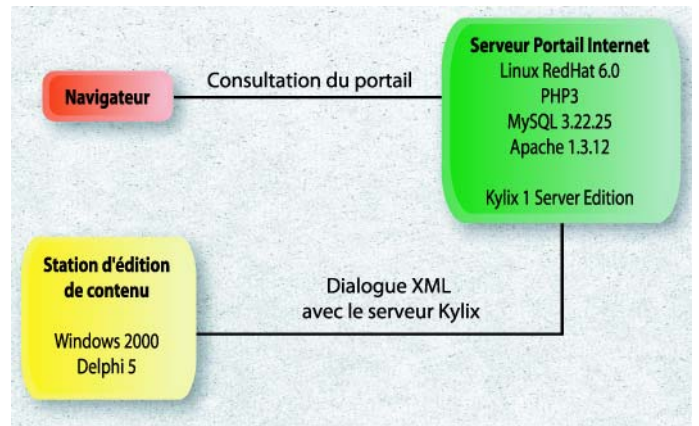 Navigateur
Consultation du portail
Serveur Portail Internet
Linux RedHat 6.0
PHP3
MySQL 3.22.25
Apache 1.3.12
Kylix 1 Server Edition
Station d'édition
de contenu
Windows 2000
Delphi 5
Dialogue XML
avec le serveur Kylix